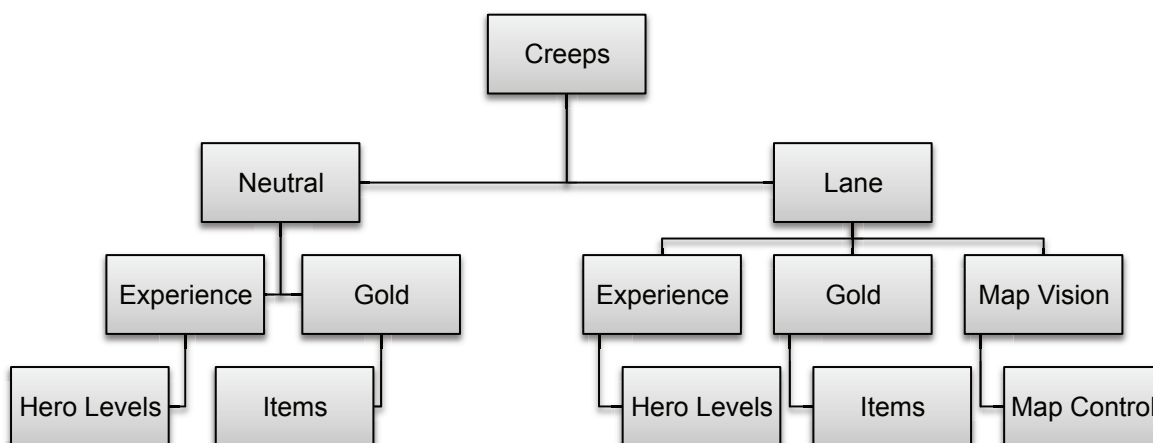 Creeps
Neutral
Lane
Experience
Gold
Experience
Gold
Map Vision
Hero Levels
Items
Hero Levels
Items
Map Control